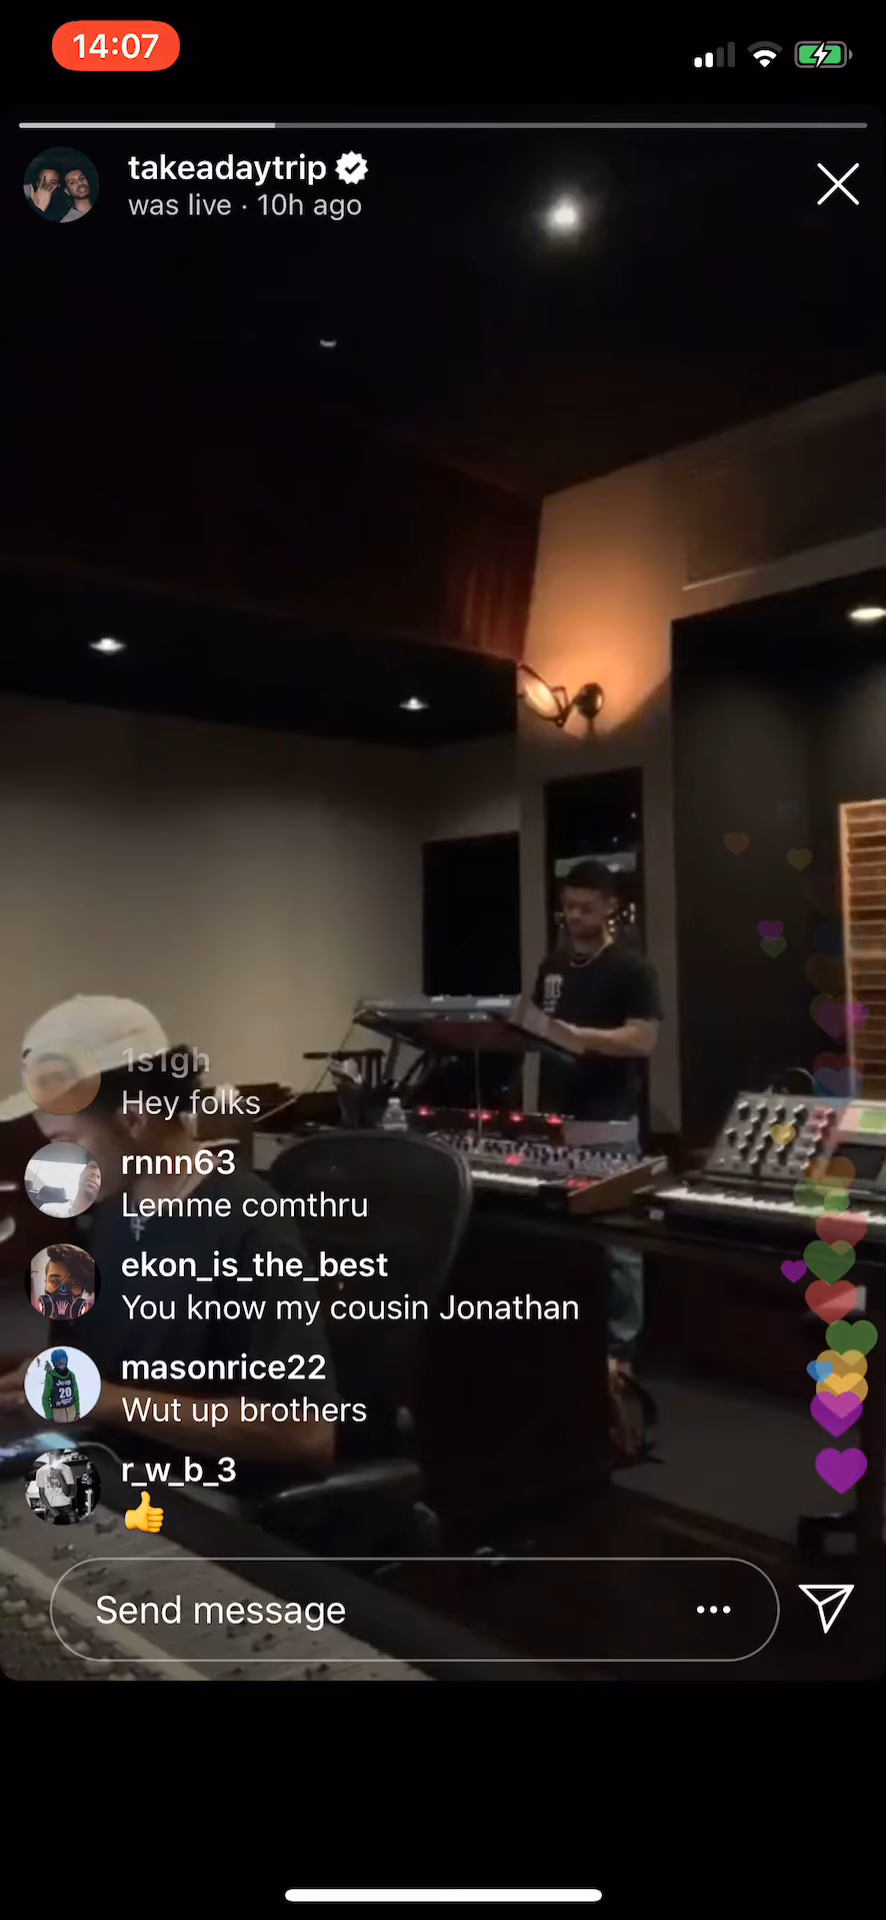 14:07
takeadaytrip
was live · 10h ago
1s1gh
Hey folks
rnnn63
Lemme comthru
ekon_is_the_best
You know my cousin Jonathan
masonrice22
Wut up brothers
r_w_b_3
👍
Send message